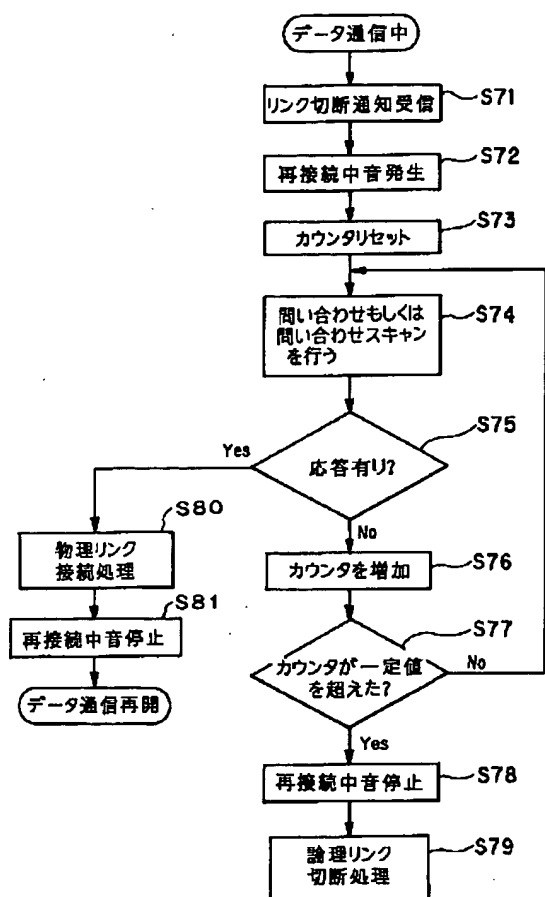 データ通信中
リンク切断通知受信
S71
再接続中音発生
S72
カウンタリセット
S73
問い合わせもしくは
問い合わせスキャン
を行う
S74
応答有り?
S75
Yes
No
物理リンク
接続処理
S80
再接続中音停止
S81
データ通信再開
カウンタを増加
S76
カウンタが一定値
を超えた?
S77
No
Yes
再接続中音停止
S78
論理リンク
切断処理
S79